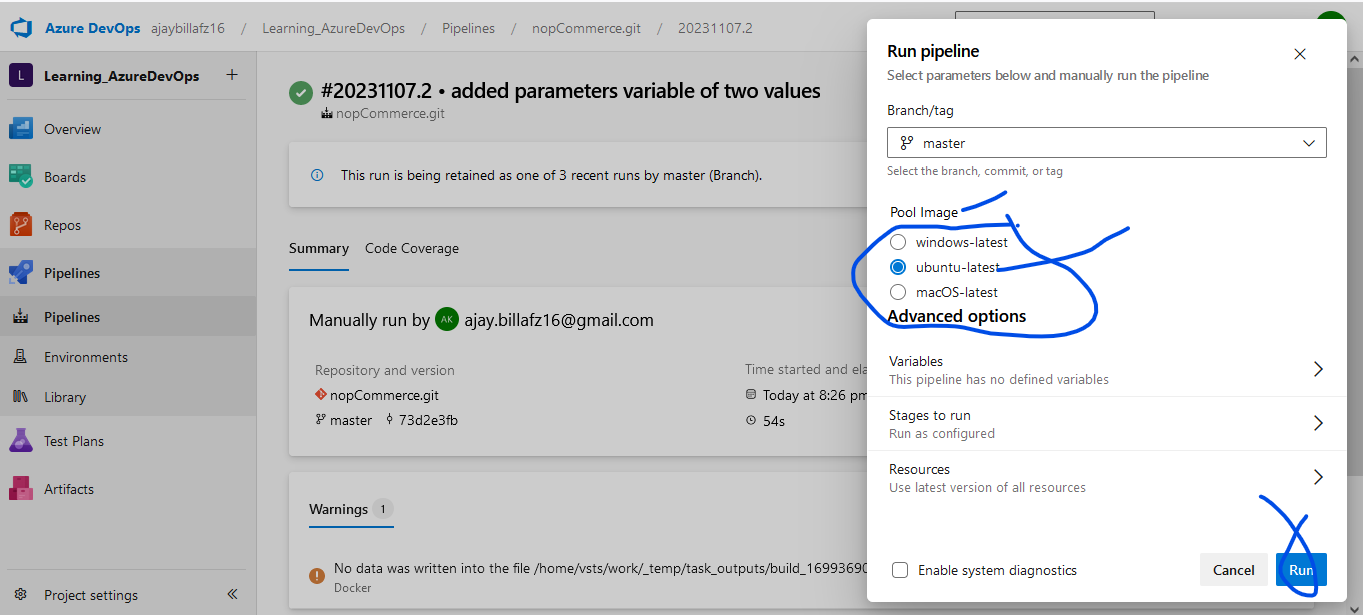 Azure DevOps ajaybillafz16 / Learning_AzureDevOps / Pipelines / nopCommerce.git / 20231107.2
L Learning_AzureDevOps +
Overview
Boards
Repos
Pipelines
Pipelines
Environments
Library
Test Plans
Artifacts
Project settings
#20231107.2 • added parameters variable of two values
nopCommerce.git
This run is being retained as one of 3 recent runs by master (Branch).
Summary Code Coverage
Manually run by AK ajay.billafz16@gmail.com
Repository and version
nopCommerce.git
master 73d2e3fb
Time started and ela
Today at 8:26 pm
54s
Warnings 1
No data was written into the file /home/vsts/work/_temp/task_outputs/build_16993690
Docker
Run pipeline
Select parameters below and manually run the pipeline
Branch/tag
master
Select the branch, commit, or tag
Pool Image
windows-latest
ubuntu-latest
macOS-latest
Advanced options
Variables
This pipeline has no defined variables
Stages to run
Run as configured
Resources
Use latest version of all resources
Enable system diagnostics
Cancel
Run